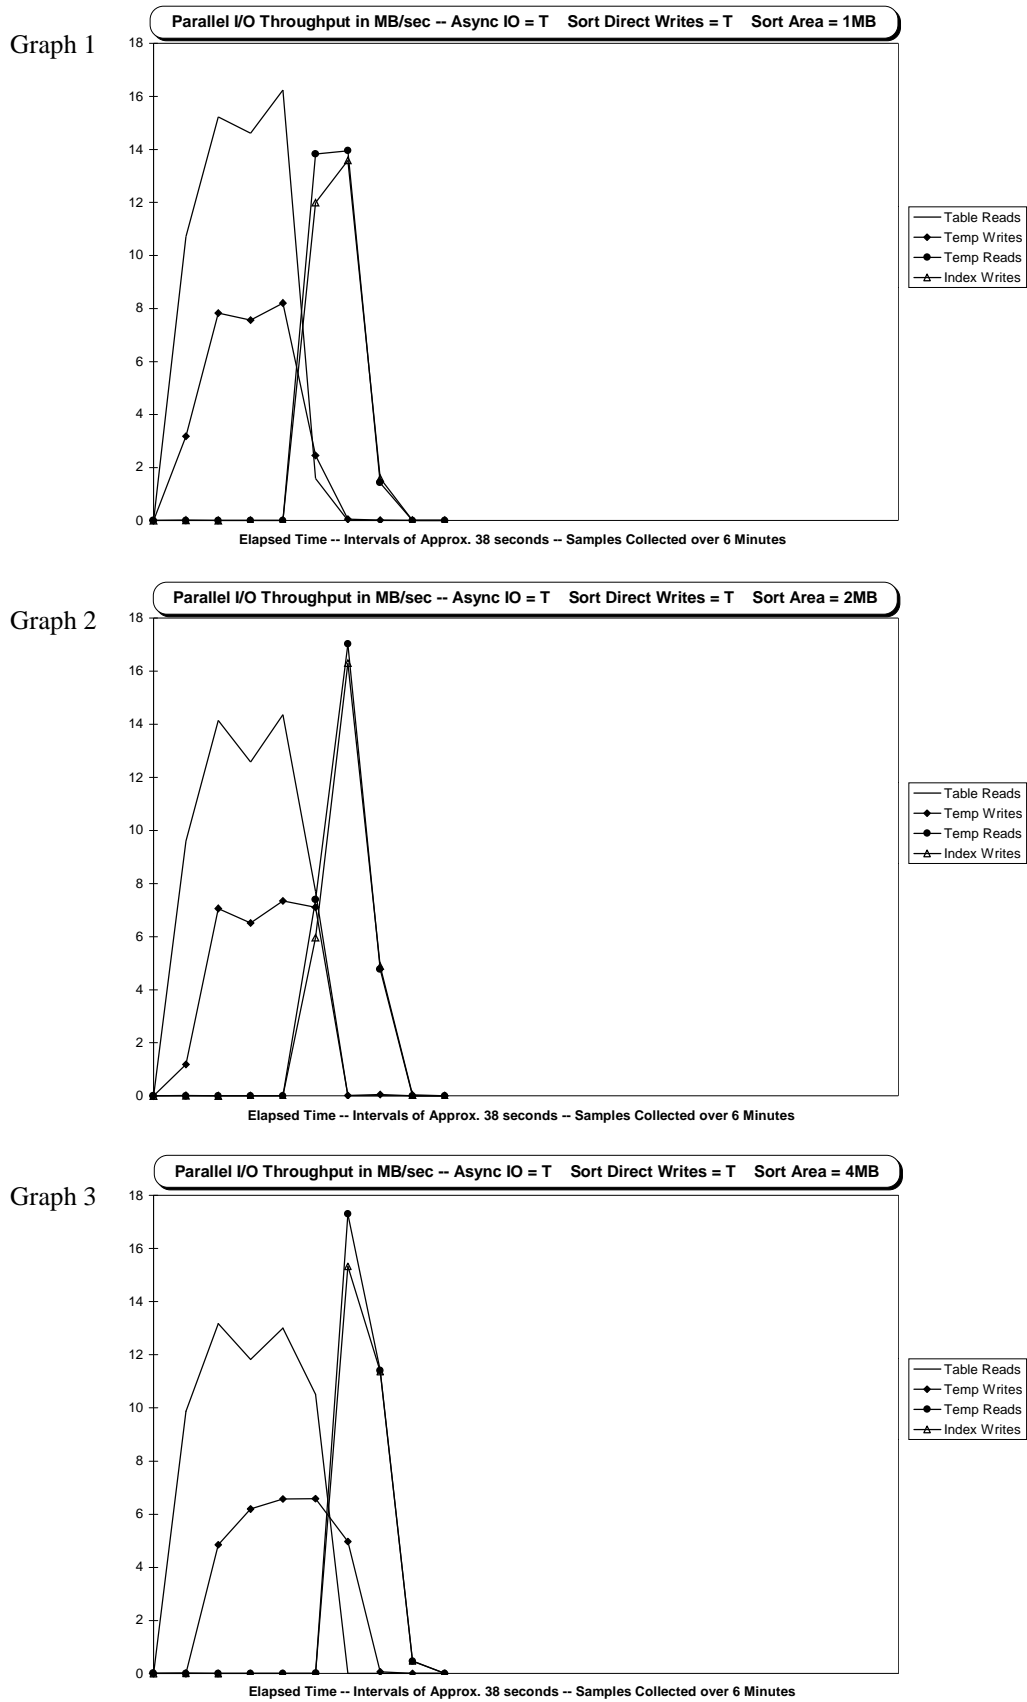 Parallel I/O Throughput in MB/sec -- Async IO = T Sort Direct Writes = T Sort Area = 1MB
Graph 1
18
16
14
12
10
8
6
4
2
0
Table Reads
Temp Writes
Temp Reads
Index Writes
Elapsed Time -- Intervals of Approx. 38 seconds -- Samples Collected over 6 Minutes
Parallel I/O Throughput in MB/sec -- Async IO = T Sort Direct Writes = T Sort Area = 2MB
Graph 2
18
16
14
12
10
8
6
4
2
0
Table Reads
Temp Writes
Temp Reads
Index Writes
Elapsed Time -- Intervals of Approx. 38 seconds -- Samples Collected over 6 Minutes
Parallel I/O Throughput in MB/sec -- Async IO = T Sort Direct Writes = T Sort Area = 4MB
Graph 3
18
16
14
12
10
8
6
4
2
0
Table Reads
Temp Writes
Temp Reads
Index Writes
Elapsed Time -- Intervals of Approx. 38 seconds -- Samples Collected over 6 Minutes